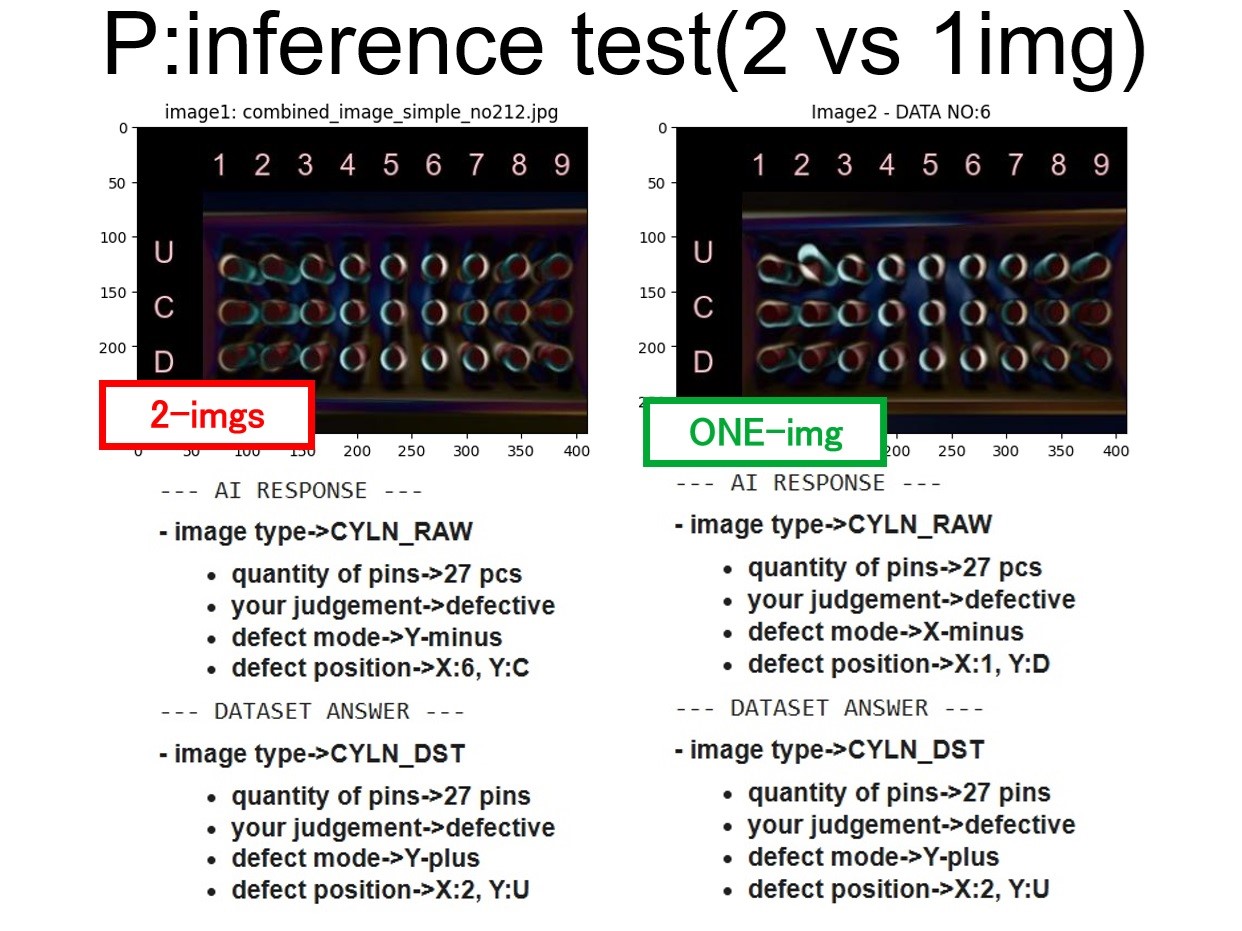 P:inference test(2 vs 1img)
image1: combined_image_simple_no212.jpg
0
50
100
150
200
1 2 3 4 5 6 7 8 9
U
C
D
2-imgs
0 50 100 150 200 250 300 350 400
--- AI RESPONSE ---
- image type->CYLN_RAW
• quantity of pins->27 pcs
• your judgement->defective
• defect mode->Y-minus
• defect position->X:6, Y:C
--- DATASET ANSWER ---
- image type->CYLN_DST
• quantity of pins->27 pins
• your judgement->defective
• defect mode->Y-plus
• defect position->X:2, Y:U
Image2 - DATA NO:6
0
50
100
150
200
1 2 3 4 5 6 7 8 9
U
C
D
ONE-img
200 250 300 350 400
--- AI RESPONSE ---
- image type->CYLN_RAW
• quantity of pins->27 pcs
• your judgement->defective
• defect mode->X-minus
• defect position->X:1, Y:D
--- DATASET ANSWER ---
- image type->CYLN_DST
• quantity of pins->27 pins
• your judgement->defective
• defect mode->Y-plus
• defect position->X:2, Y:U